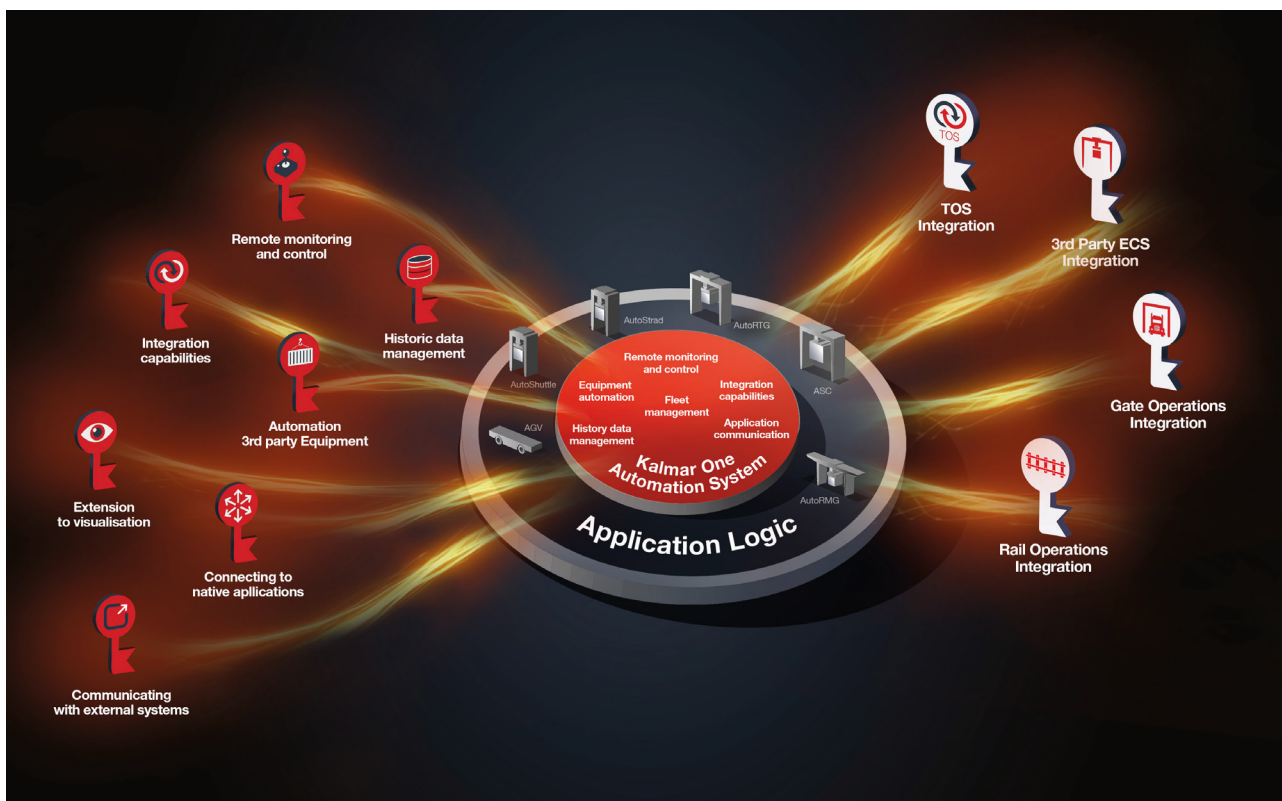 TOS
TOS
Integration
3rd Party ECS
Integration
Remote monitoring
and control
Integration
capabilities
Historic data
management
AutoStrad
AutoRTG
AutoShuttle
ASC
AGV
AutoRMG
Remote monitoring
and control
Equipment
automation
Integration
capabilities
Fleet
management
History data
management
Application
communication
Kalmar One
Automation System
Application Logic
Automation
3rd party Equipment
Gate Operations
Integration
Extension
to visualisation
Connecting to
native apllications
Rail Operations
Integration
Communicating
with external systems